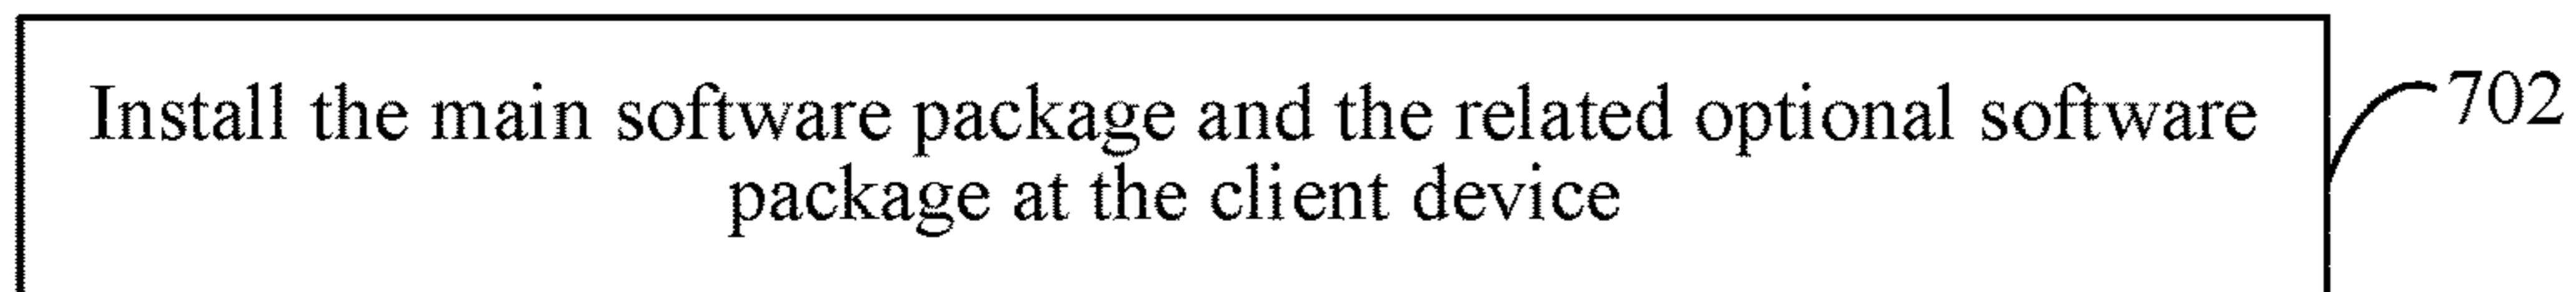 Install the main software package and the related optional software
package at the client device
702